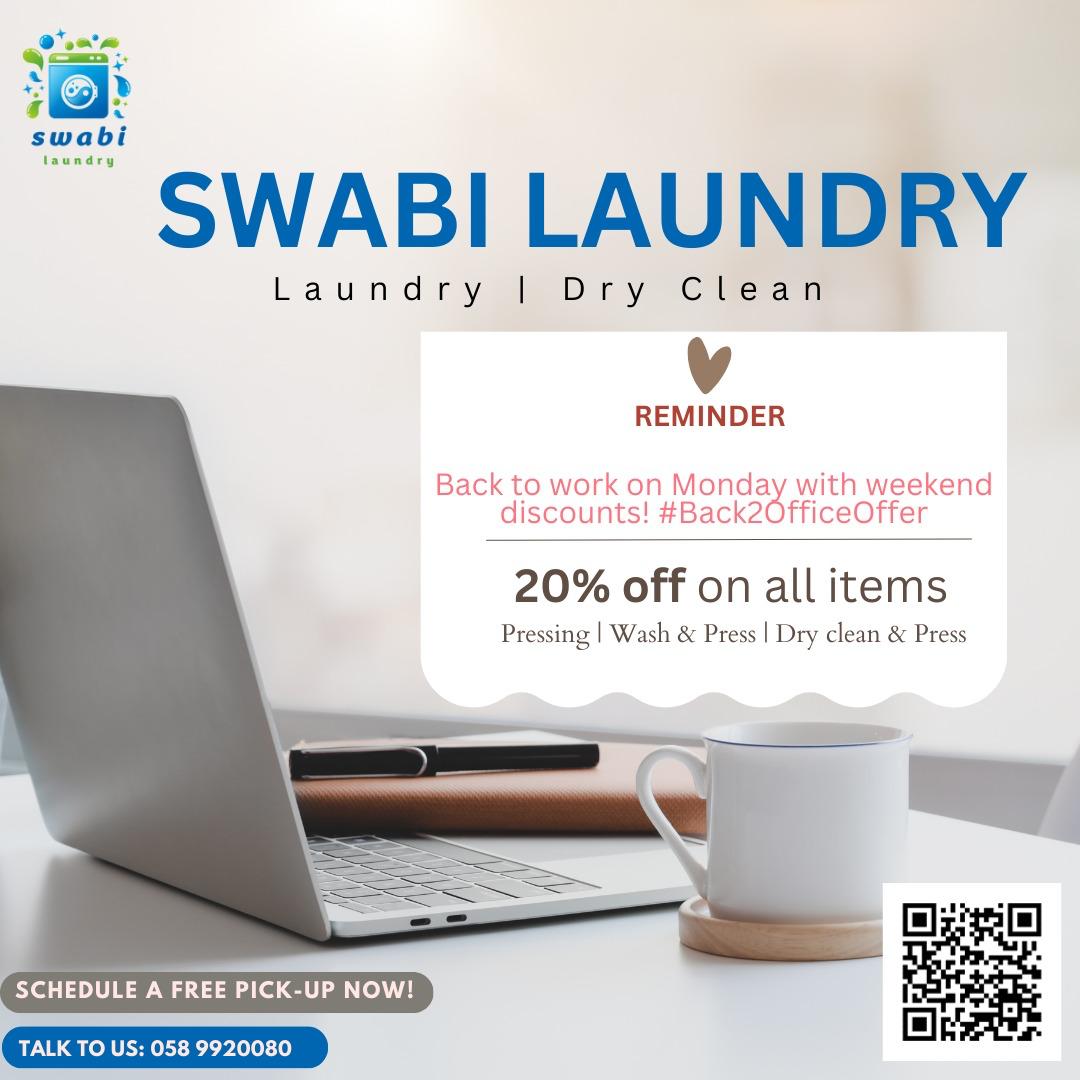 swabi
laundry
SWABI LAUNDRY
Laundry | Dry Clean
REMINDER
Back to work on Monday with weekend
discounts! #Back2OfficeOffer
20% off on all items
Pressing | Wash & Press | Dry clean & Press
SCHEDULE A FREE PICK-UP NOW!
TALK TO US: 058 9920080